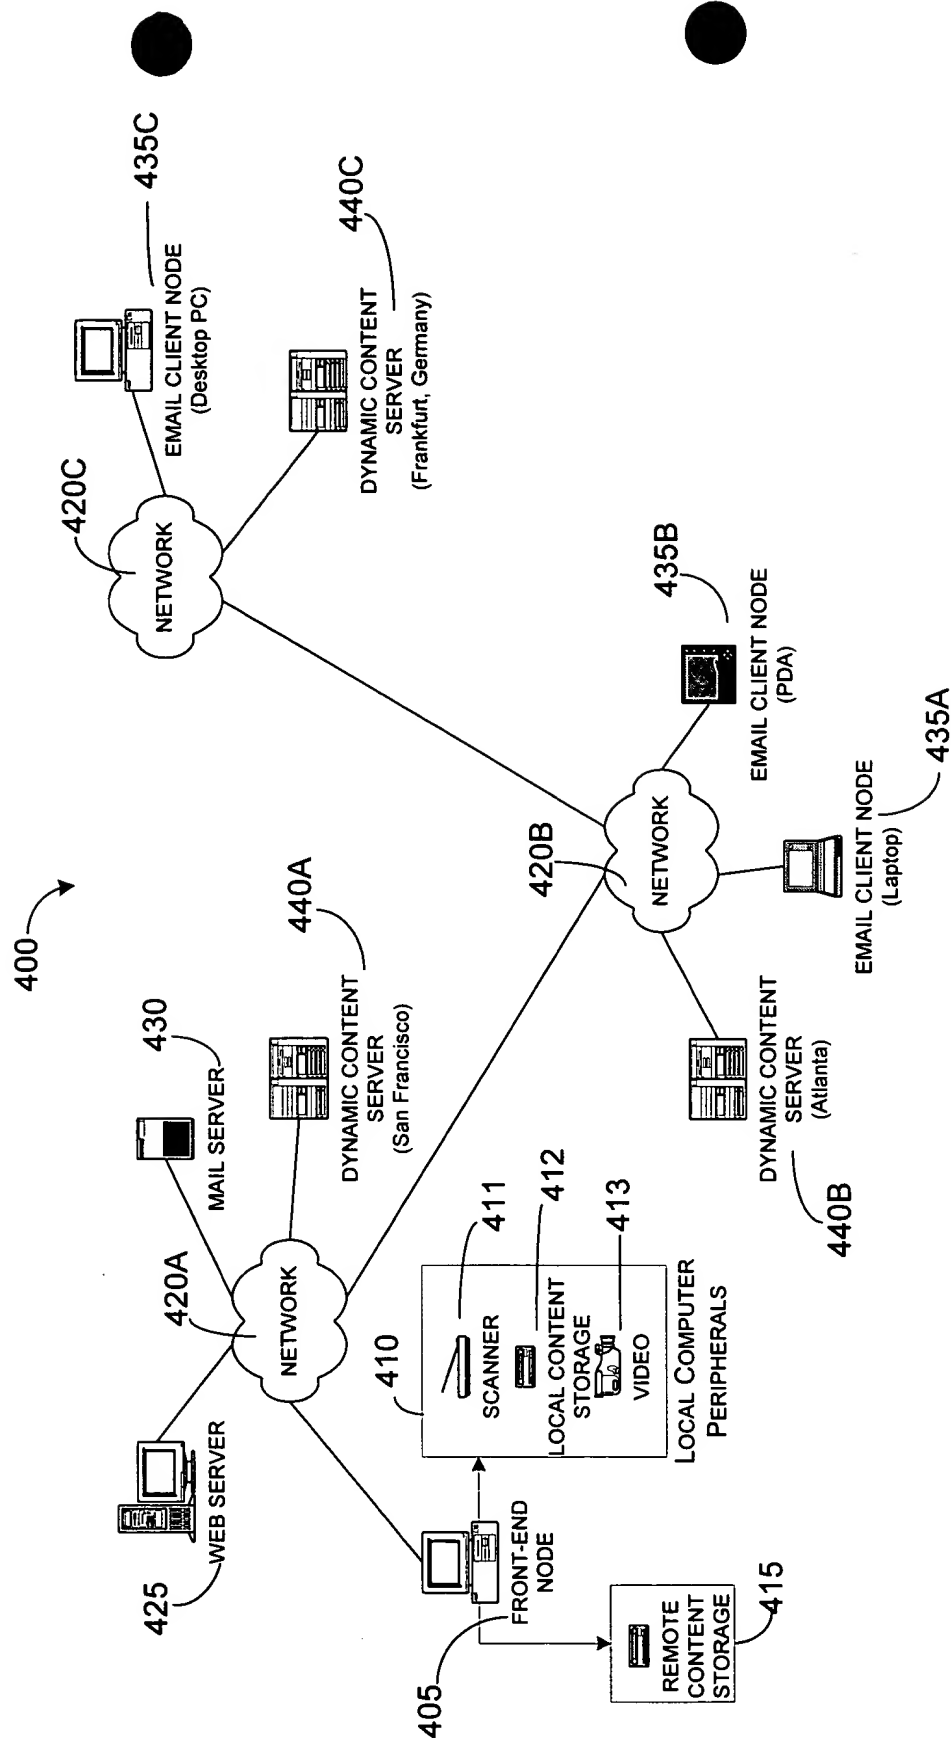 400
425
WEB SERVER
420A
NETWORK
MAIL SERVER
430
DYNAMIC CONTENT
SERVER
(San Francisco)
440A
420C
NETWORK
EMAIL CLIENT NODE
(Desktop PC)
435C
DYNAMIC CONTENT
SERVER
(Frankfurt, Germany)
440C
405
FRONT-END
NODE
410
SCANNER
411
LOCAL CONTENT
STORAGE
412
VIDEO
413
LOCAL COMPUTER
PERIPHERALS
REMOTE
CONTENT
STORAGE
415
420B
NETWORK
DYNAMIC CONTENT
SERVER
(Atlanta)
440B
EMAIL CLIENT NODE
(Laptop)
435A
EMAIL CLIENT NODE
(PDA)
435B